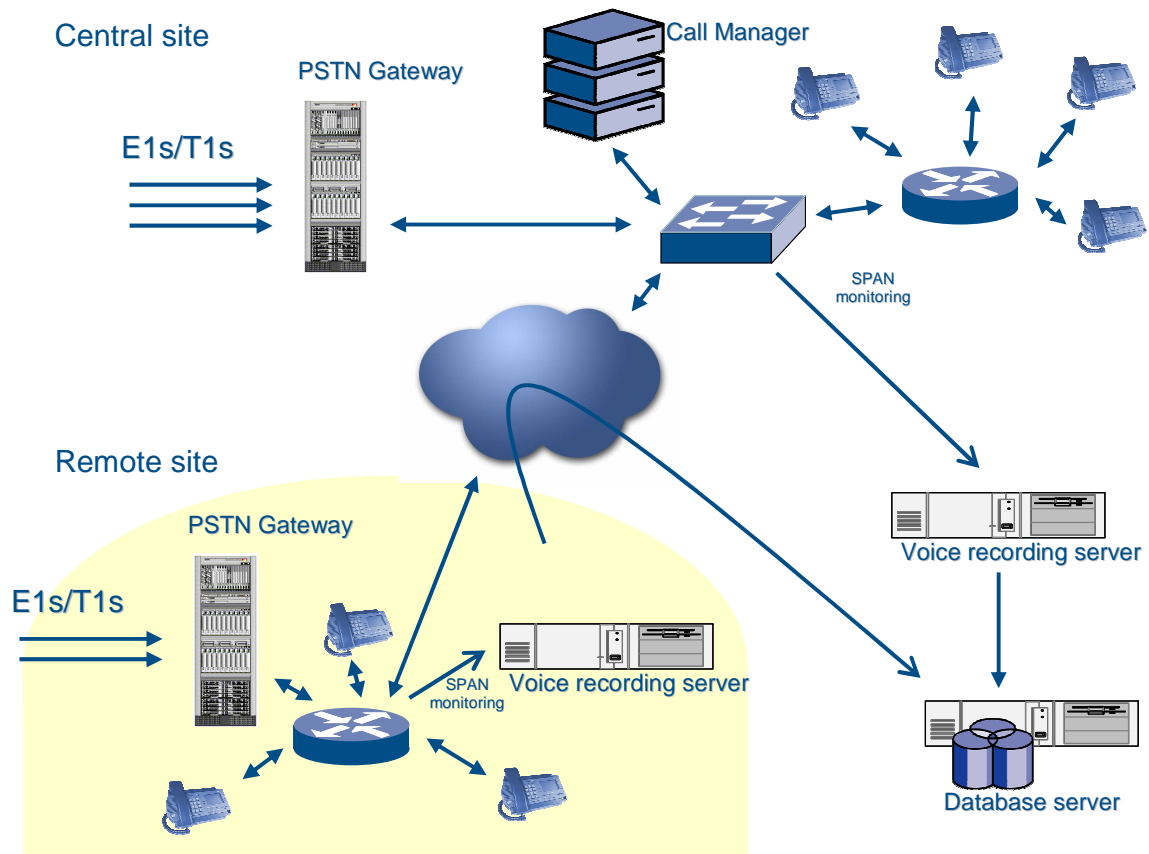 Central site
Call Manager
PSTN Gateway
E1s/T1s
SPAN
monitoring
Remote site
PSTN Gateway
Voice recording server
E1s/T1s
SPAN
monitoring
Voice recording server
Database server